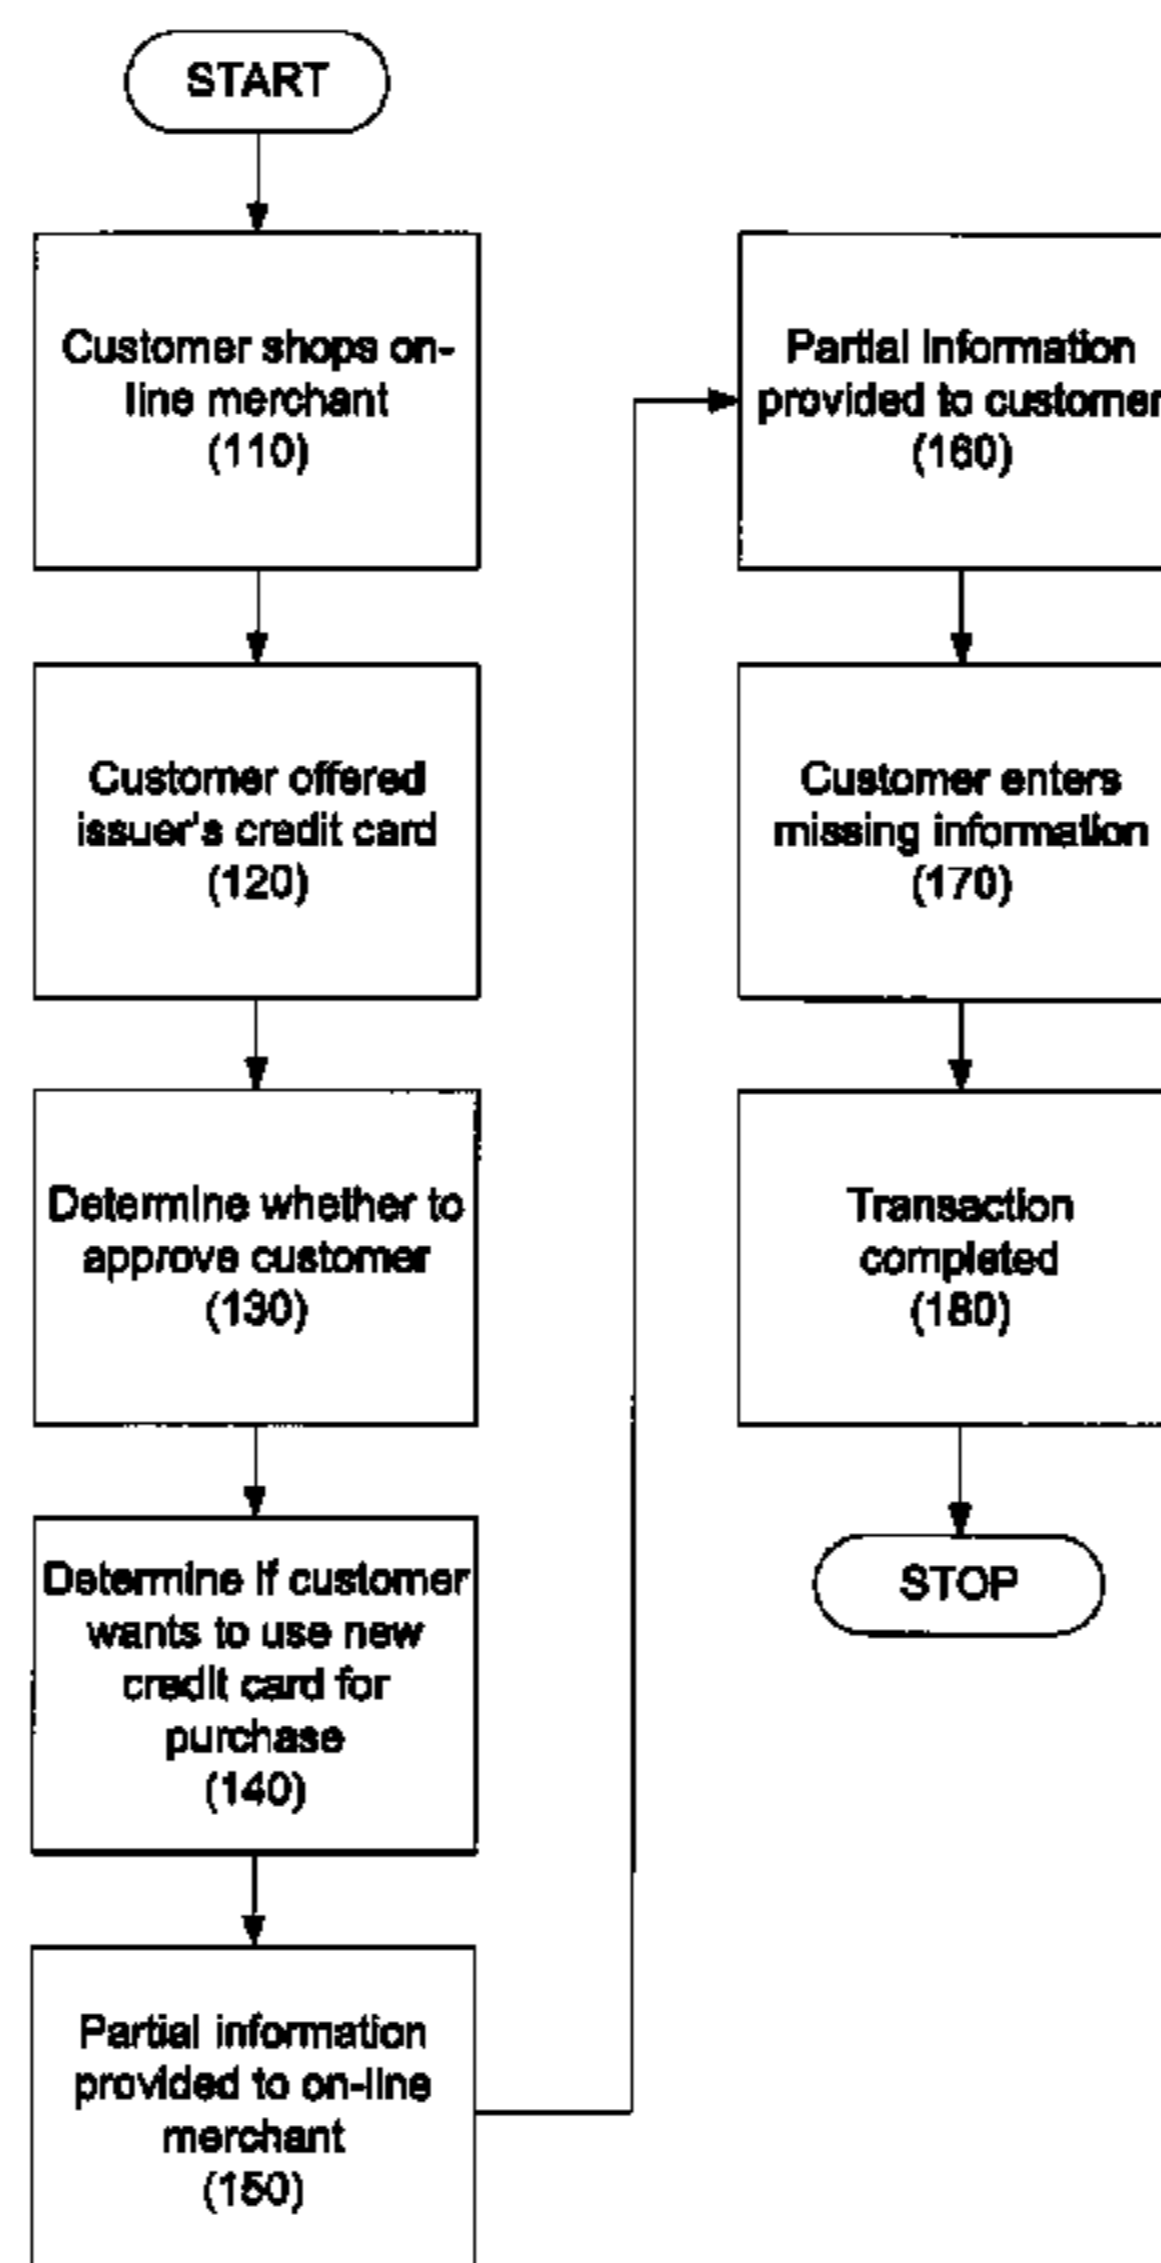 START
Customer shops on-
line merchant
(110)
Customer offered
issuer's credit card
(120)
Determine whether to
approve customer
(130)
Determine if customer
wants to use new
credit card for
purchase
(140)
Partial information
provided to on-line
merchant
(150)
Partial information
provided to customer
(160)
Customer enters
missing information
(170)
Transaction
completed
(180)
STOP